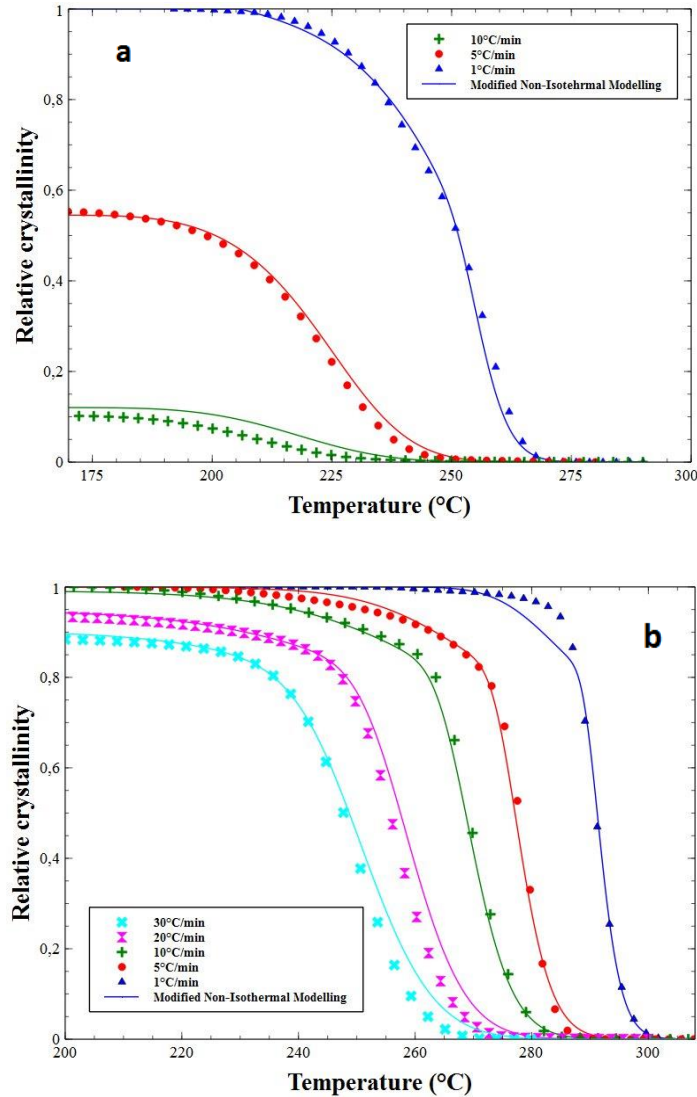 1
0,8
0,6
0,4
0,2
0
Relative crystallinity
a
10°C/min
5°C/min
1°C/min
Modified Non-Isotehrmal Modelling
175 200 225 250 275 300
Temperature (°C)
1
0,8
0,6
0,4
0,2
0
Relative crystallinity
b
30°C/min
20°C/min
10°C/min
5°C/min
1°C/min
Modified Non-Isothermal Modelling
200 220 240 260 280 300
Temperature (°C)